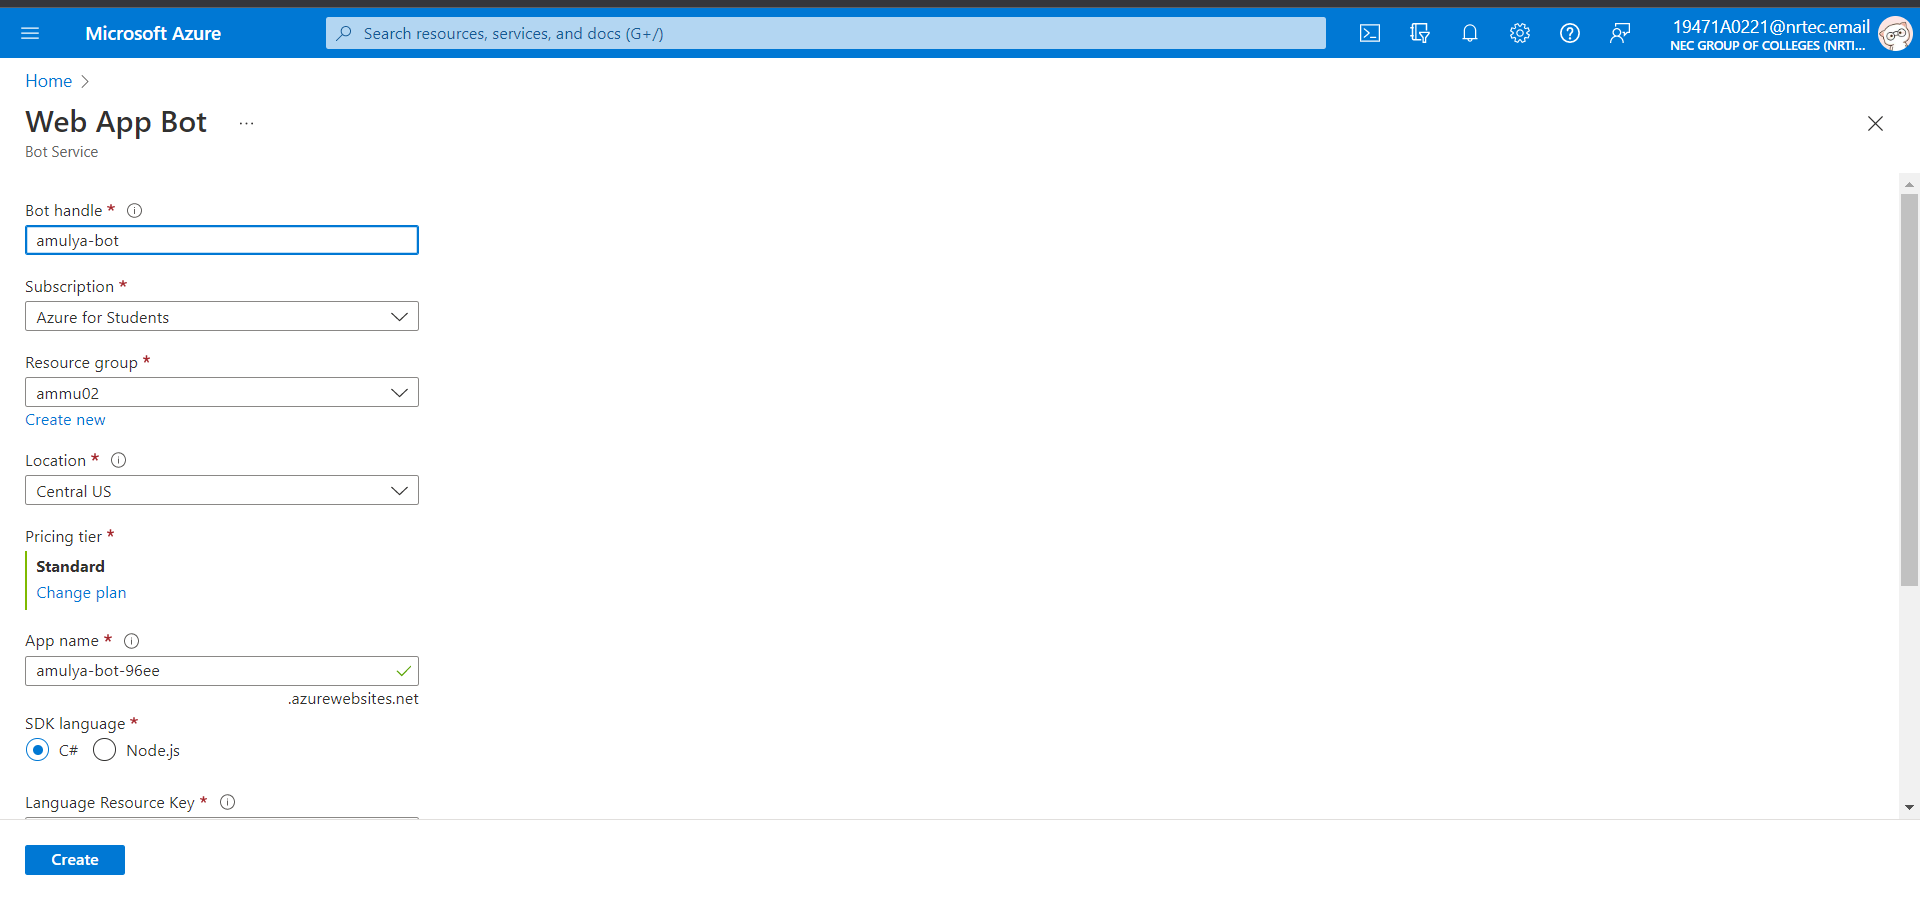 Microsoft Azure
Search resources, services, and docs (G+/)
19471A0221@nrtec.email
NEC GROUP OF COLLEGES (NRTI...
Home
Web App Bot ...
Bot Service
Bot handle *
amulya-bot
Subscription *
Azure for Students
Resource group *
ammu02
Create new
Location *
Central US
Pricing tier *
Standard
Change plan
App name *
amulya-bot-96ee
.azurewebsites.net
SDK language *
C# Node.js
Language Resource Key *
Create